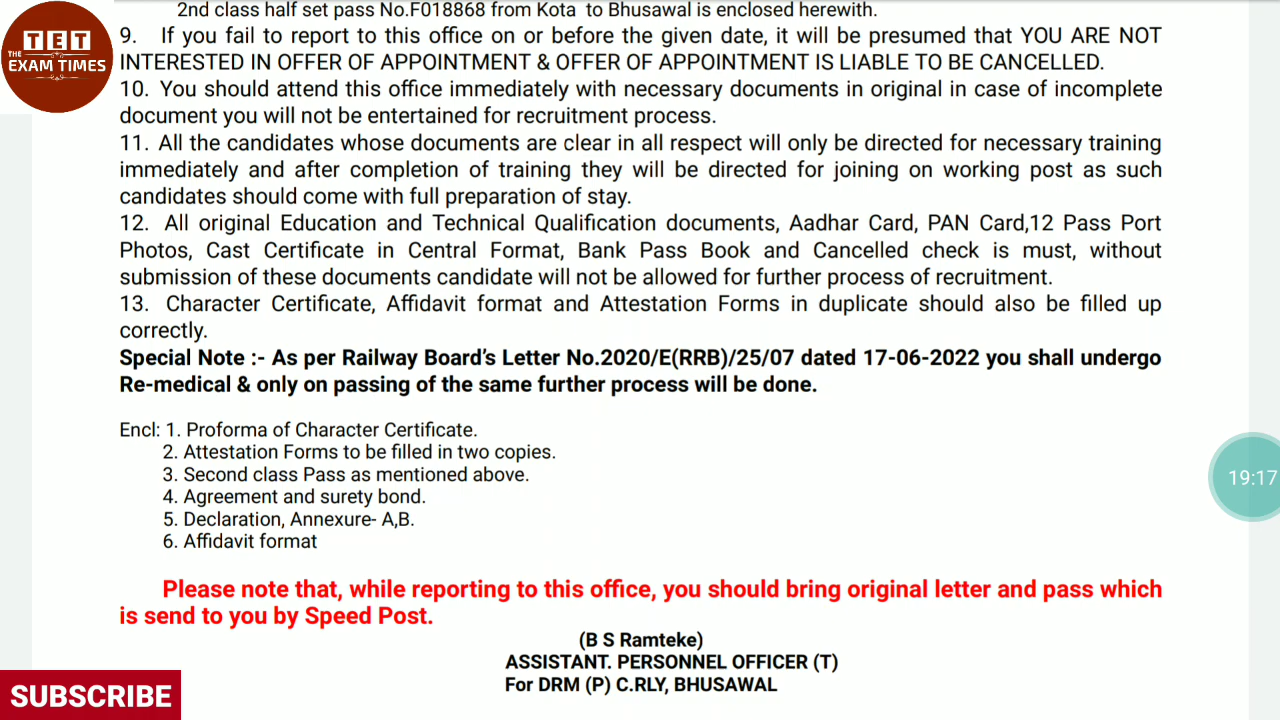 2nd class half set pass No.F018868 from Kota to Bhusawal is enclosed herewith.
TET
THE
EXAM TIMES
9. If you fail to report to this office on or before the given date, it will be presumed that YOU ARE NOT
INTERESTED IN OFFER OF APPOINTMENT & OFFER OF APPOINTMENT IS LIABLE TO BE CANCELLED.
10. You should attend this office immediately with necessary documents in original in case of incomplete
document you will not be entertained for recruitment process.
11. All the candidates whose documents are clear in all respect will only be directed for necessary training
immediately and after completion of training they will be directed for joining on working post as such
candidates should come with full preparation of stay.
12. All original Education and Technical Qualification documents, Aadhar Card, PAN Card,12 Pass Port
Photos, Cast Certificate in Central Format, Bank Pass Book and Cancelled check is must, without
submission of these documents candidate will not be allowed for further process of recruitment.
13. Character Certificate, Affidavit format and Attestation Forms in duplicate should also be filled up
correctly.
Special Note :- As per Railway Board's Letter No.2020/E(RRB)/25/07 dated 17-06-2022 you shall undergo
Re-medical & only on passing of the same further process will be done.
Encl: 1. Proforma of Character Certificate.
2. Attestation Forms to be filled in two copies.
3. Second class Pass as mentioned above.
4. Agreement and surety bond.
5. Declaration, Annexure- A,B.
6. Affidavit format
19:17
Please note that, while reporting to this office, you should bring original letter and pass which
is send to you by Speed Post.
(B S Ramteke)
ASSISTANT. PERSONNEL OFFICER (T)
For DRM (P) C.RLY, BHUSAWAL
SUBSCRIBE